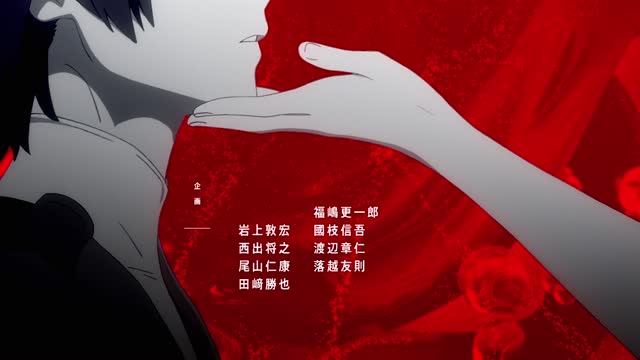 企画
福嶋更一郎
岩上敦宏 國枝信吾
西出将之 渡辺章仁
尾山仁康 落越友則
田﨑勝也